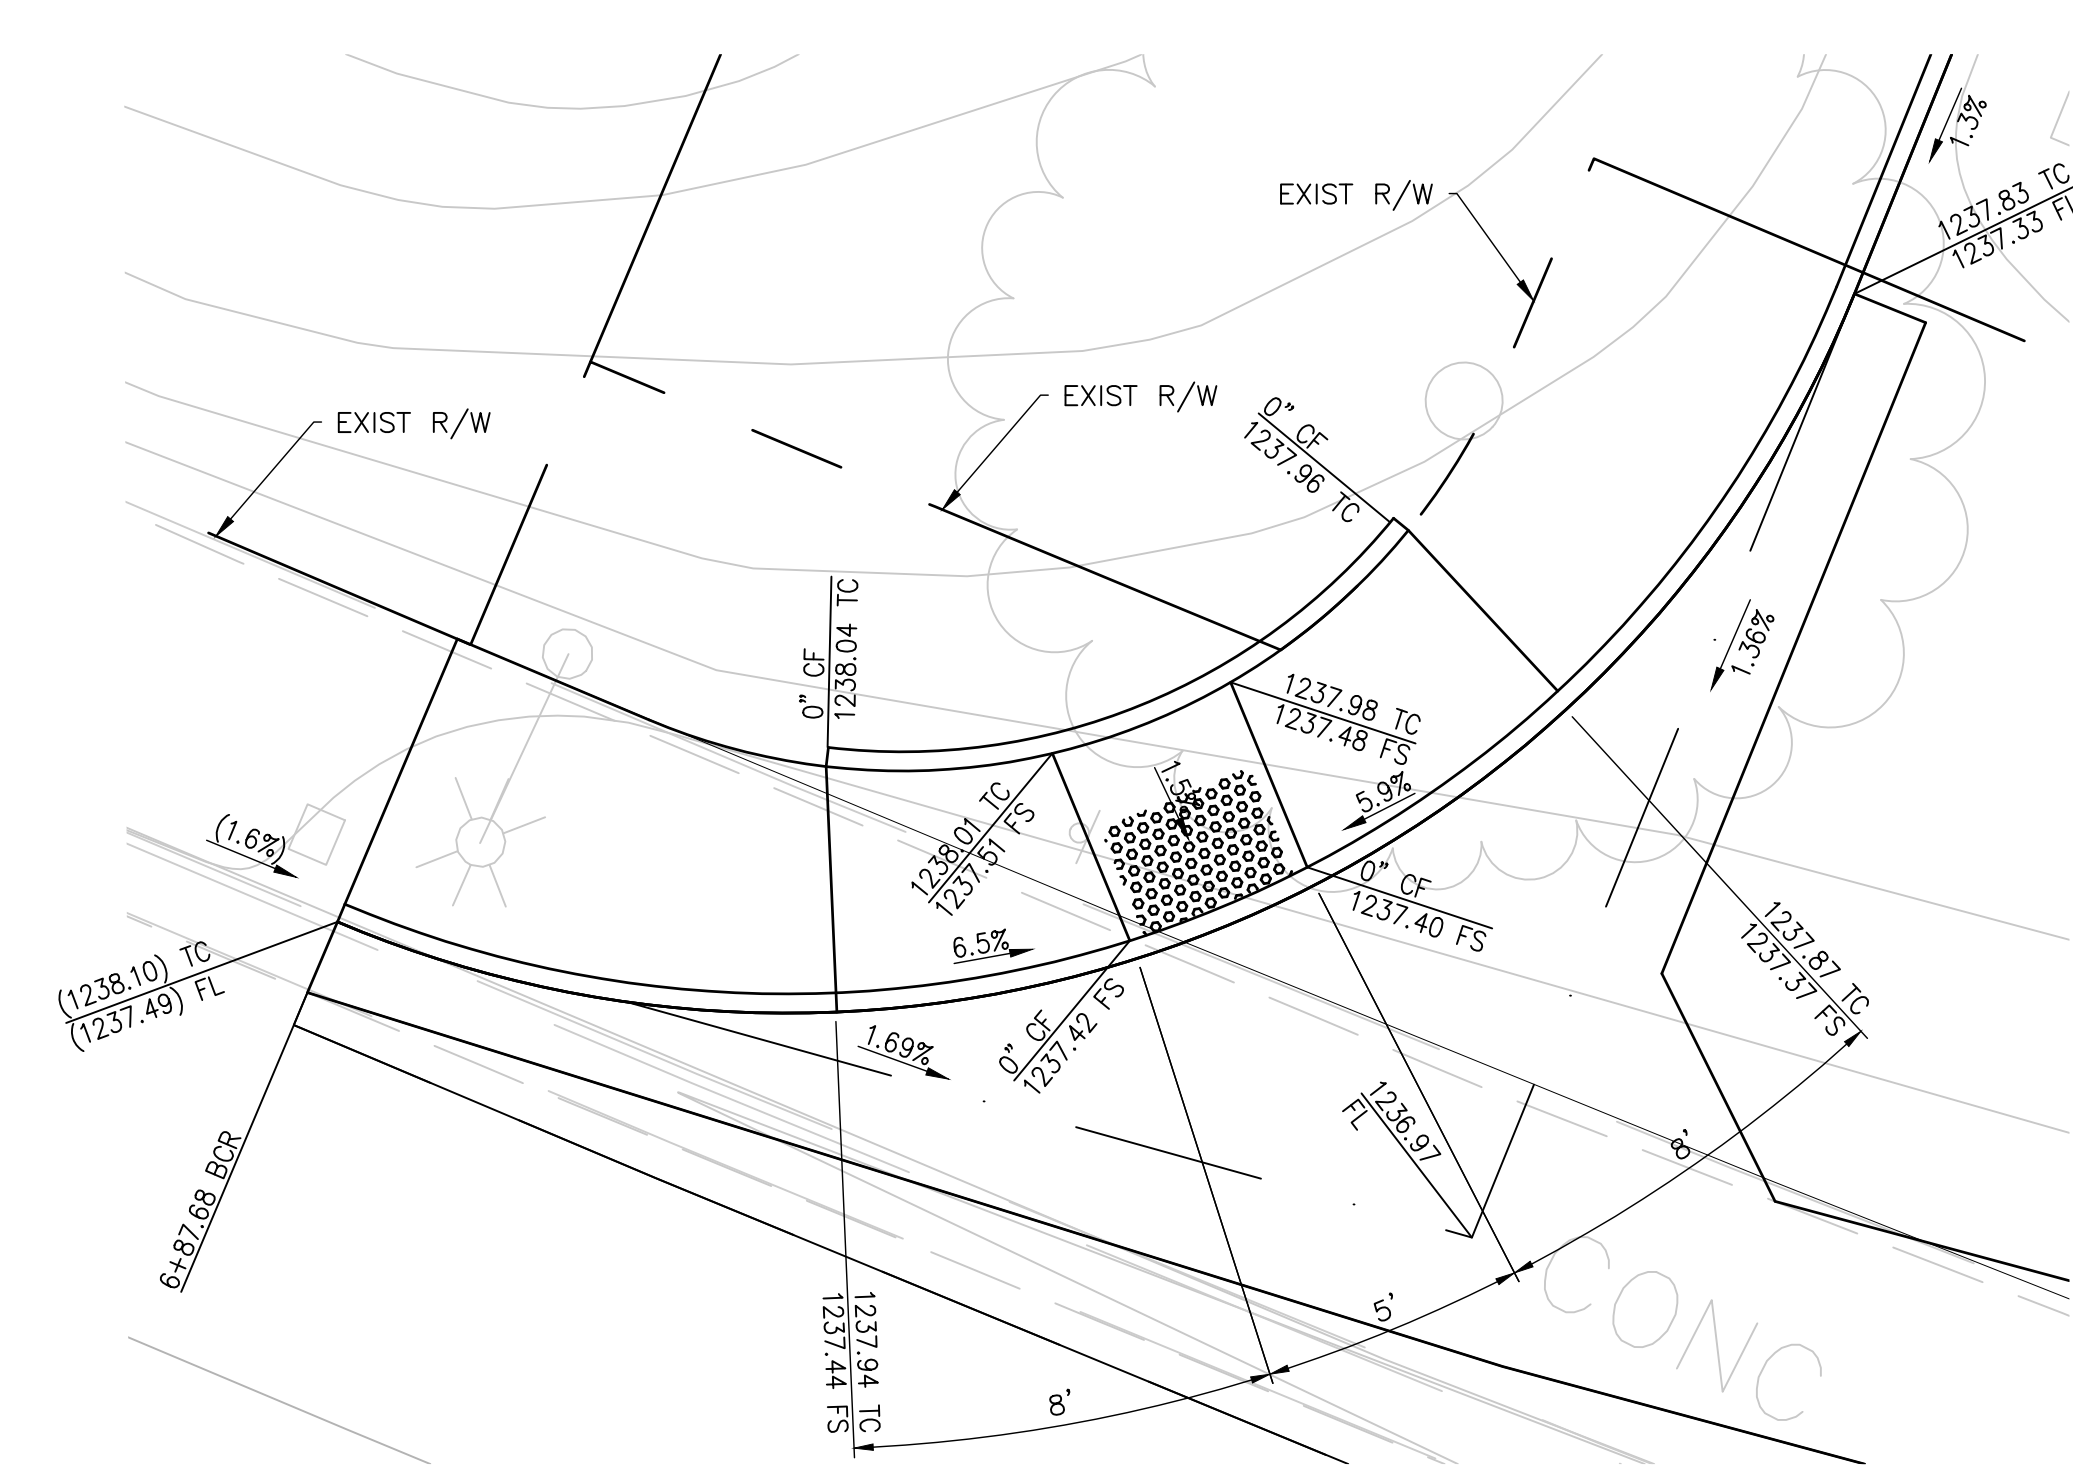 1.3%
1237.83 TC
1237.33 FL
EXIST R/W
EXIST R/W
EXIST R/W
0" CF
1237.96 TC
0" CF
1238.04 TC
1237.98 TC
1237.48 FS
1.36%
7.5%
5.9%
1238.01 TC
1237.51 FS
(1.6%)
0" CF
1237.40 FS
6.5%
1237.87 TC
1237.37 FS
(1238.10) TC
(1237.49) FL
0" CF
1237.42 FS
1.69%
1236.97
FL
8'
6+87.68 BCR
5'
CONC
1237.94 TC
1237.44 FS
8'